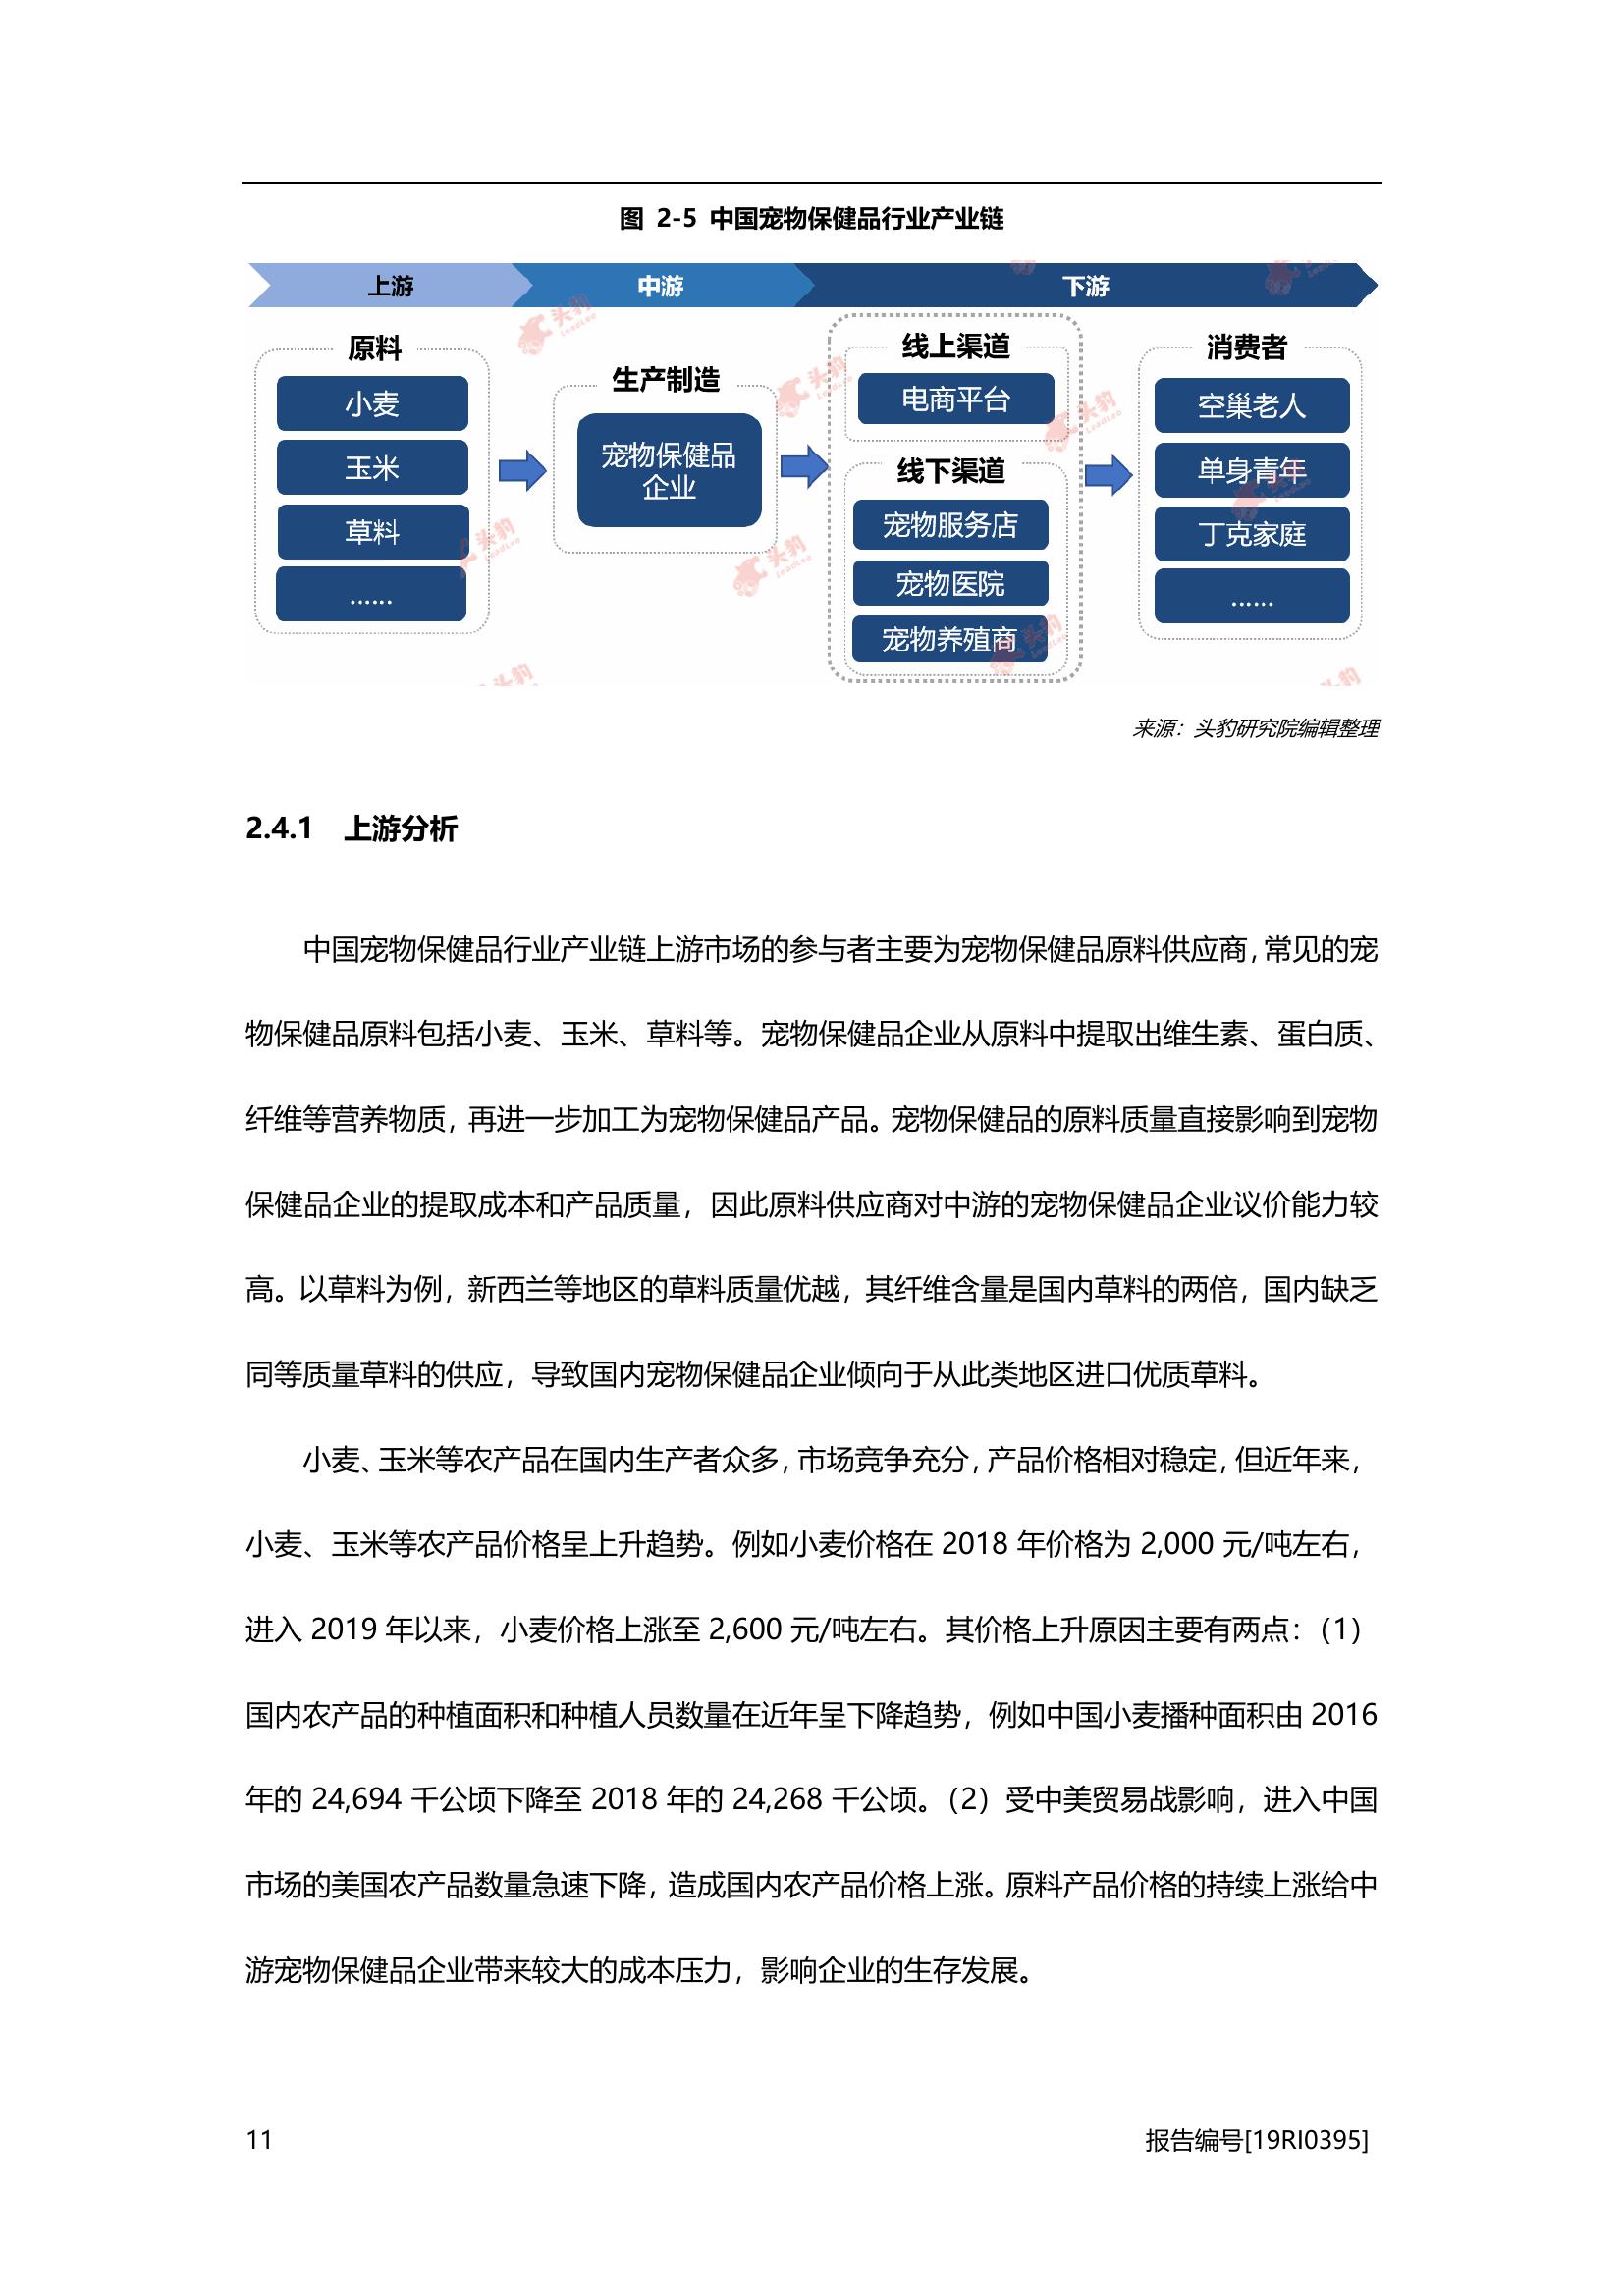 图 2-5 中国宠物保健品行业产业链
上游
中游
下游
原料
小麦
玉米
草料
......
生产制造
宠物保健品
企业
线上渠道
电商平台
线下渠道
宠物服务店
宠物医院
宠物养殖商
消费者
空巢老人
单身青年
丁克家庭
......
来源：头豹研究院编辑整理
2.4.1 上游分析
中国宠物保健品行业产业链上游市场的参与者主要为宠物保健品原料供应商，常见的宠
物保健品原料包括小麦、玉米、草料等。宠物保健品企业从原料中提取出维生素、蛋白质、
纤维等营养物质，再进一步加工为宠物保健品产品。宠物保健品的原料质量直接影响到宠物
保健品企业的提取成本和产品质量，因此原料供应商对中游的宠物保健品企业议价能力较
高。以草料为例，新西兰等地区的草料质量优越，其纤维含量是国内草料的两倍，国内缺乏
同等质量草料的供应，导致国内宠物保健品企业倾向于从此类地区进口优质草料。
小麦、玉米等农产品在国内生产者众多，市场竞争充分，产品价格相对稳定，但近年来，
小麦、玉米等农产品价格呈上升趋势。例如小麦价格在 2018 年价格为 2,000 元/吨左右，
进入 2019 年以来，小麦价格上涨至 2,600 元/吨左右。其价格上升原因主要有两点：（1）
国内农产品的种植面积和种植人员数量在近年呈下降趋势，例如中国小麦播种面积由 2016
年的 24,694 千公顷下降至 2018 年的 24,268 千公顷。（2）受中美贸易战影响，进入中国
市场的美国农产品数量急速下降，造成国内农产品价格上涨。原料产品价格的持续上涨给中
游宠物保健品企业带来较大的成本压力，影响企业的生存发展。
11
报告编号[19RI0395]
头豹
LeadLeo
头豹
LeadLeo
头豹
LeadLeo
头豹
LeadLeo
头豹
LeadLeo
头豹
头豹
头豹